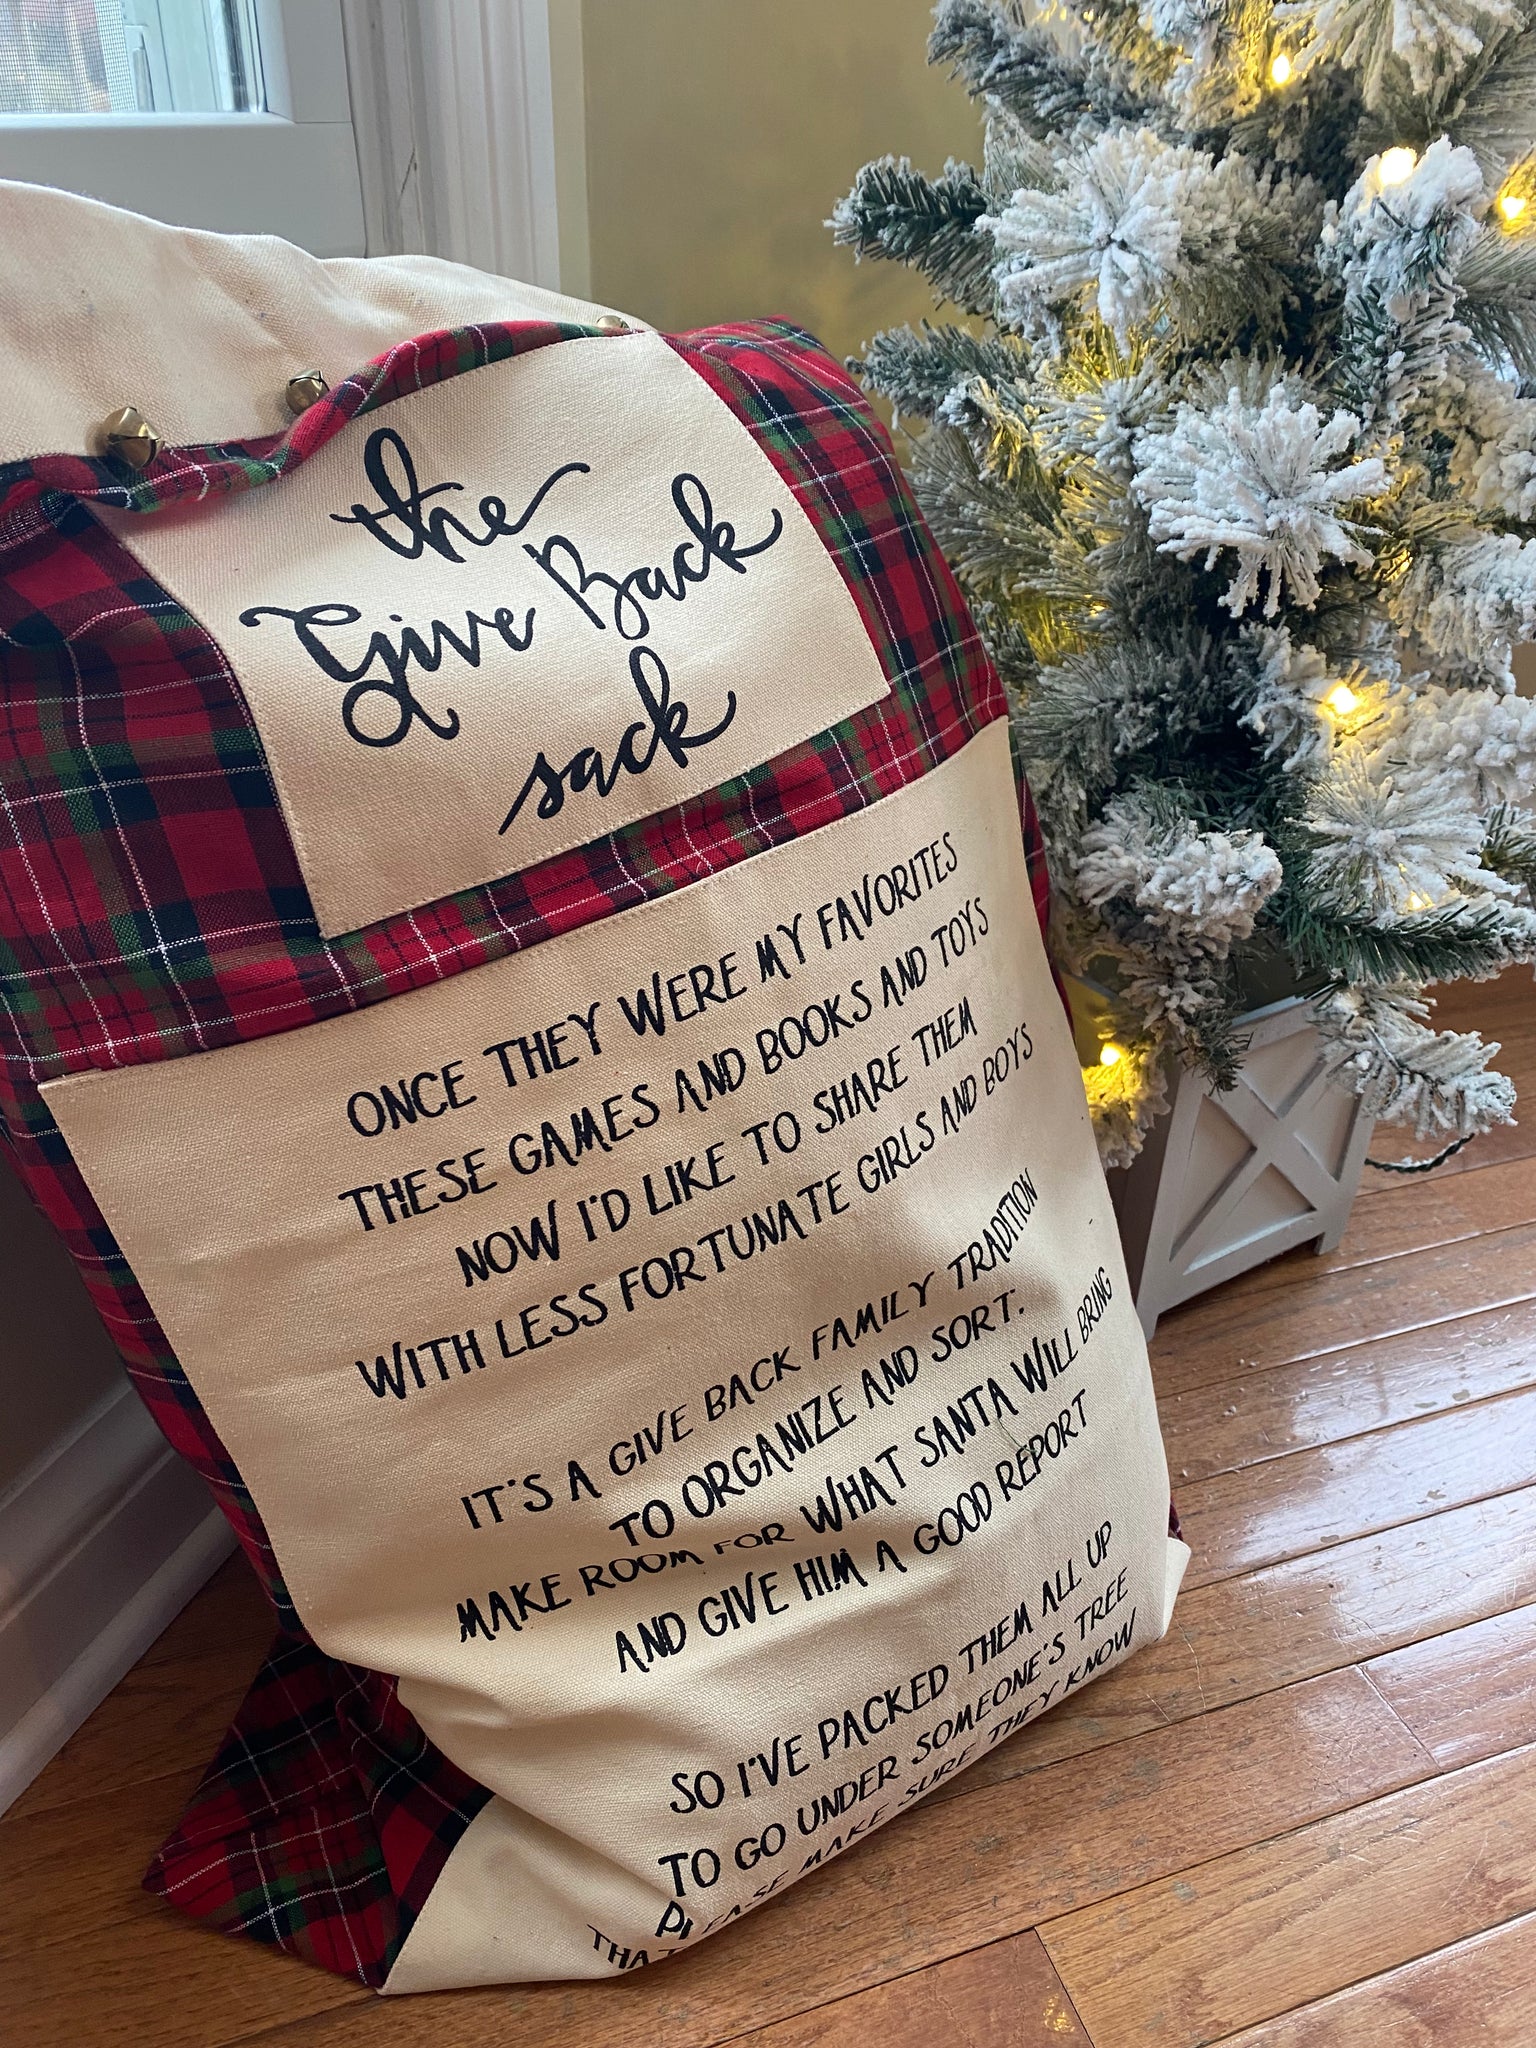 the
Give Back
sack
ONCE THEY WERE MY FAVORITES
THESE GAMES AND BOOKS AND TOYS
NOW I'D LIKE TO SHARE THEM
WITH LESS FORTUNATE GIRLS AND BOYS
IT'S A GIVE BACK FAMILY TRADITION
TO ORGANIZE AND SORT;
MAKE ROOM FOR WHAT SANTA WILL BRING
AND GIVE HIM A GOOD REPORT
SO I'VE PACKED THEM ALL UP
TO GO UNDER SOMEONE'S TREE
PLEASE MAKE SURE THEY KNOW
THAT